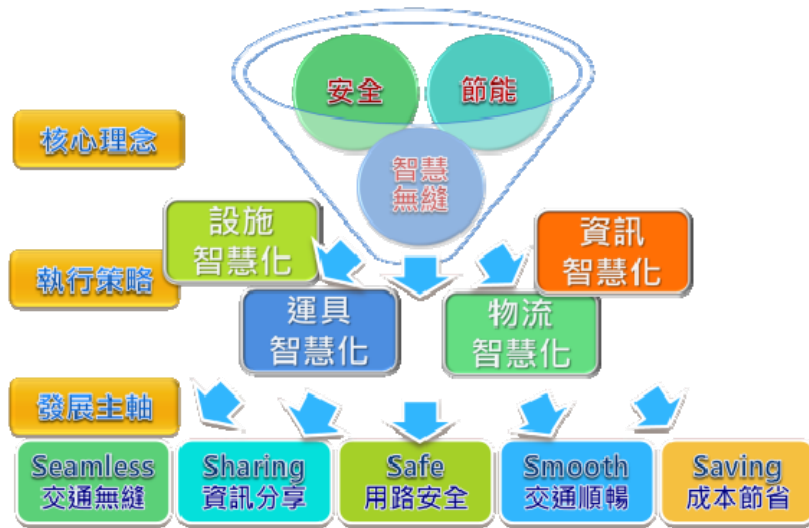 安全
節能
智慧
無縫
核心理念
設施
智慧化
資訊
智慧化
執行策略
運具
智慧化
物流
智慧化
發展主軸
Seamless
交通無縫
Sharing
資訊分享
Safe
用路安全
Smooth
交通順暢
Saving
成本節省